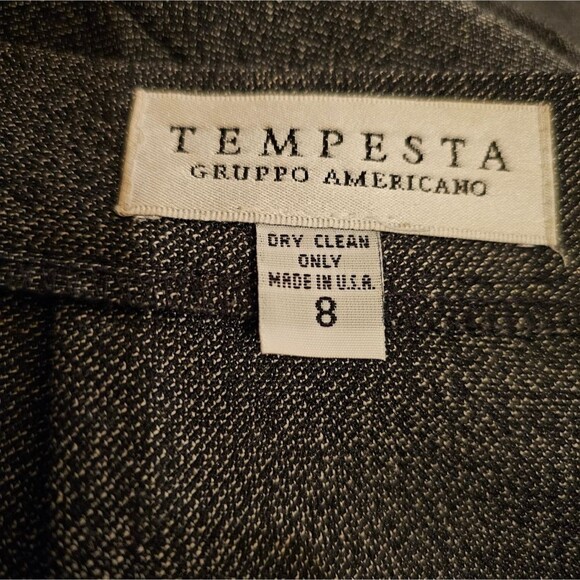 TEMPESTA
GRUPPO AMERICANO
DRY CLEAN
ONLY
MADE IN U.S.A.
8